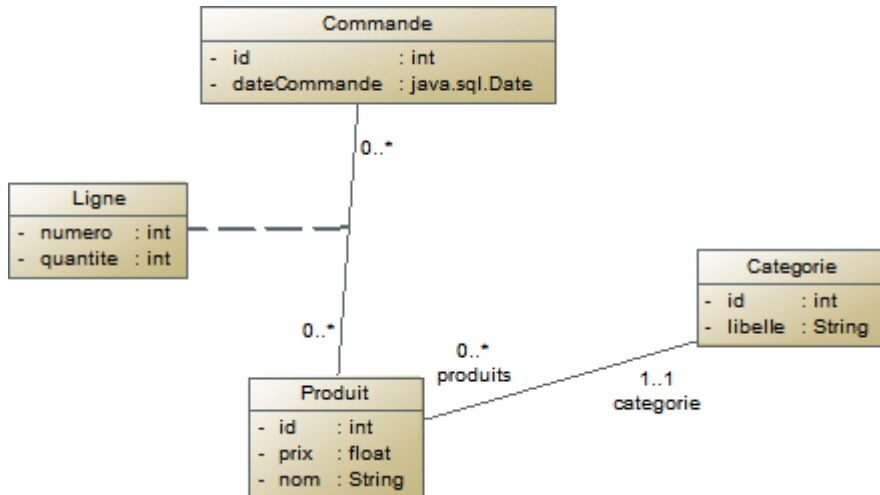 Commande
- id : int
- dateCommande : java.sql.Date
0..*
Ligne
- numero : int
- quantite : int
Categorie
- id : int
- libelle : String
0..*
0..*
produits
1..1
categorie
Produit
- id : int
- prix : float
- nom : String